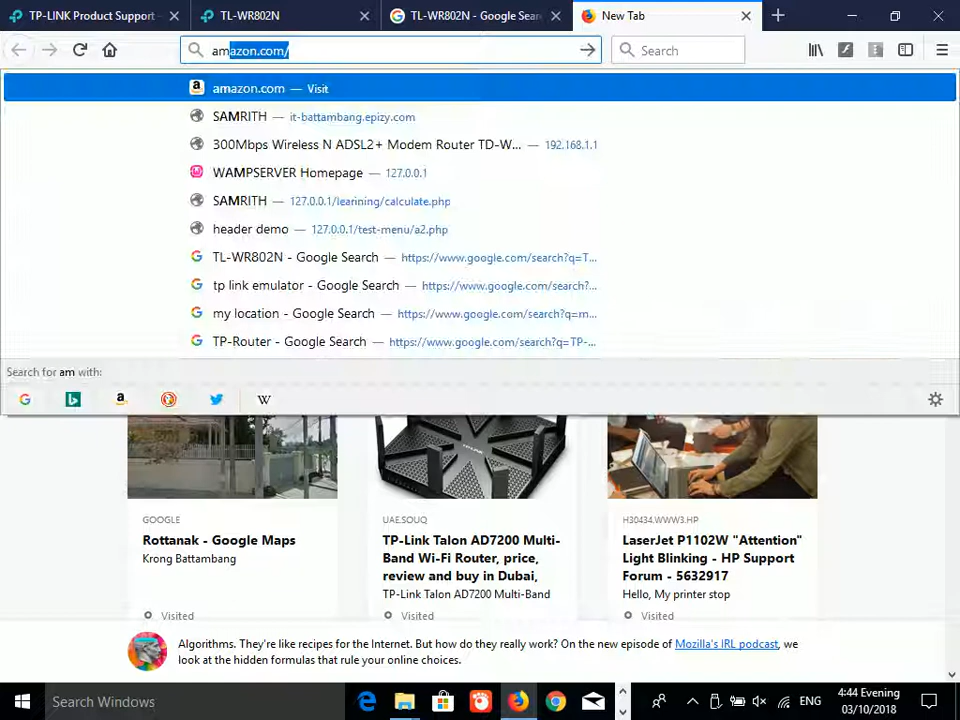 TP-LINK Product Support -
TL-WR802N
TL-WR802N - Google Sear
New Tab
amazon.com/
Search
amazon.com — Visit
SAMRITH — it-battambang.epizy.com
300Mbps Wireless N ADSL2+ Modem Router TD-W... — 192.168.1.1
WAMPSERVER Homepage — 127.0.0.1
SAMRITH — 127.0.0.1/learining/calculate.php
header demo — 127.0.0.1/test-menu/a2.php
TL-WR802N - Google Search — https://www.google.com/search?q=T...
tp link emulator - Google Search — https://www.google.com/search?...
my location - Google Search — https://www.google.com/search?q=m...
TP-Router - Google Search — https://www.google.com/search?q=TP-...
Search for am with:
GOOGLE
Rottanak - Google Maps
Krong Battambang
Visited
UAE.SOUQ
TP-Link Talon AD7200 Multi-
Band Wi-Fi Router, price,
review and buy in Dubai,
TP-Link Talon AD7200 Multi-Band
Visited
H30434.WWW3.HP
LaserJet P1102W "Attention"
Light Blinking - HP Support
Forum - 5632917
Hello, My printer stop
Visited
Algorithms. They're like recipes for the Internet. But how do they really work? On the new episode of Mozilla's IRL podcast, we
look at the hidden formulas that rule your online choices.
Search Windows
ENG
4:44 Evening
03/10/2018